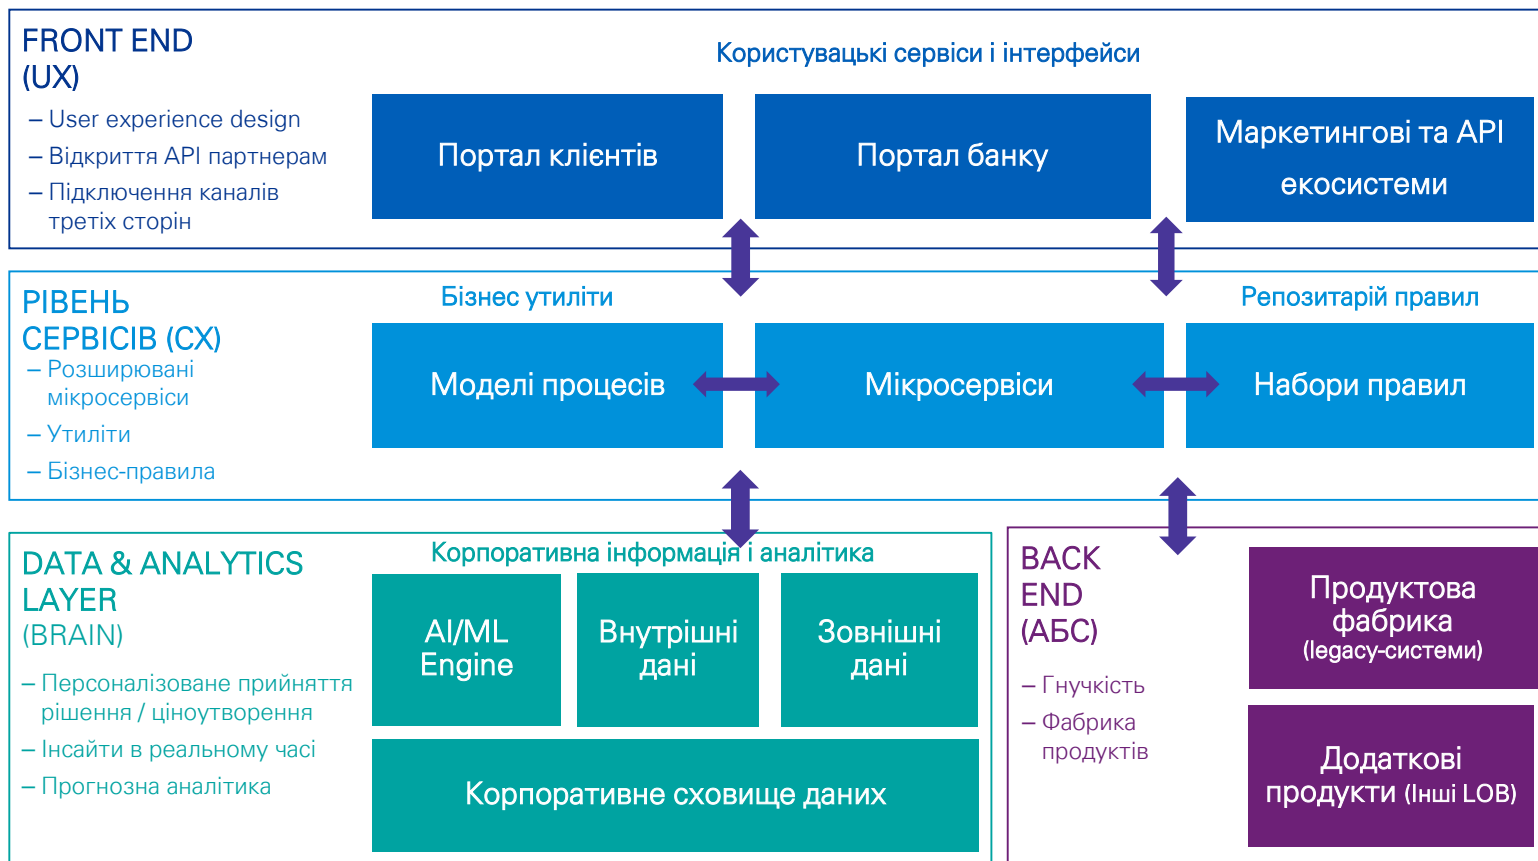 FRONT END
(UX)
– User experience design
– Відкриття API партнерам
– Підключення каналів
третіх сторін
Користувацькі сервіси і інтерфейси
Портал клієнтів
Портал банку
Маркетингові та API
екосистеми
РІВЕНЬ
СЕРВІСІВ (CX)
– Розширювані
мікросервіси
– Утиліти
– Бізнес-правила
Бізнес утиліти
Репозитарій правил
Моделі процесів
Мікросервіси
Набори правил
DATA & ANALYTICS
LAYER
(BRAIN)
– Персоналізоване прийняття
рішення / ціноутворення
– Інсайти в реальному часі
– Прогнозна аналітика
Корпоративна інформація і аналітика
AI/ML
Engine
Внутрішні
дані
Зовнішні
дані
Корпоративне сховище даних
BACK
END
(АБС)
– Гнучкість
– Фабрика
продуктів
Продуктова
фабрика
(legacy-системи)
Додаткові
продукти (Інші LOB)